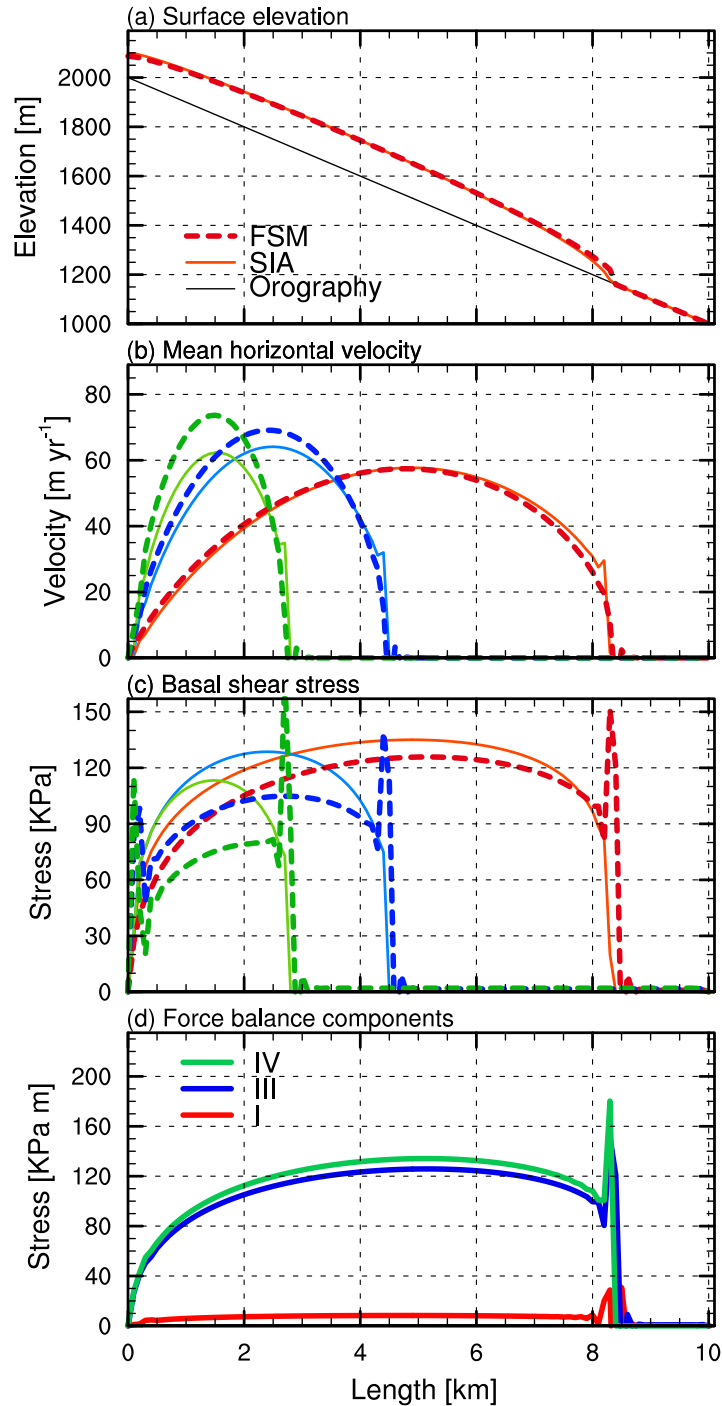 (a) Surface elevation
Elevation [m]
2000
1800
1600
1400
1200
1000
FSM
SIA
Orography
(b) Mean horizontal velocity
Velocity [m yr⁻¹]
80
60
40
20
0
(c) Basal shear stress
Stress [KPa]
150
120
90
60
30
0
(d) Force balance components
Stress [KPa m]
200
160
120
80
40
0
IV
III
I
0 2 4 6 8 10
Length [km]